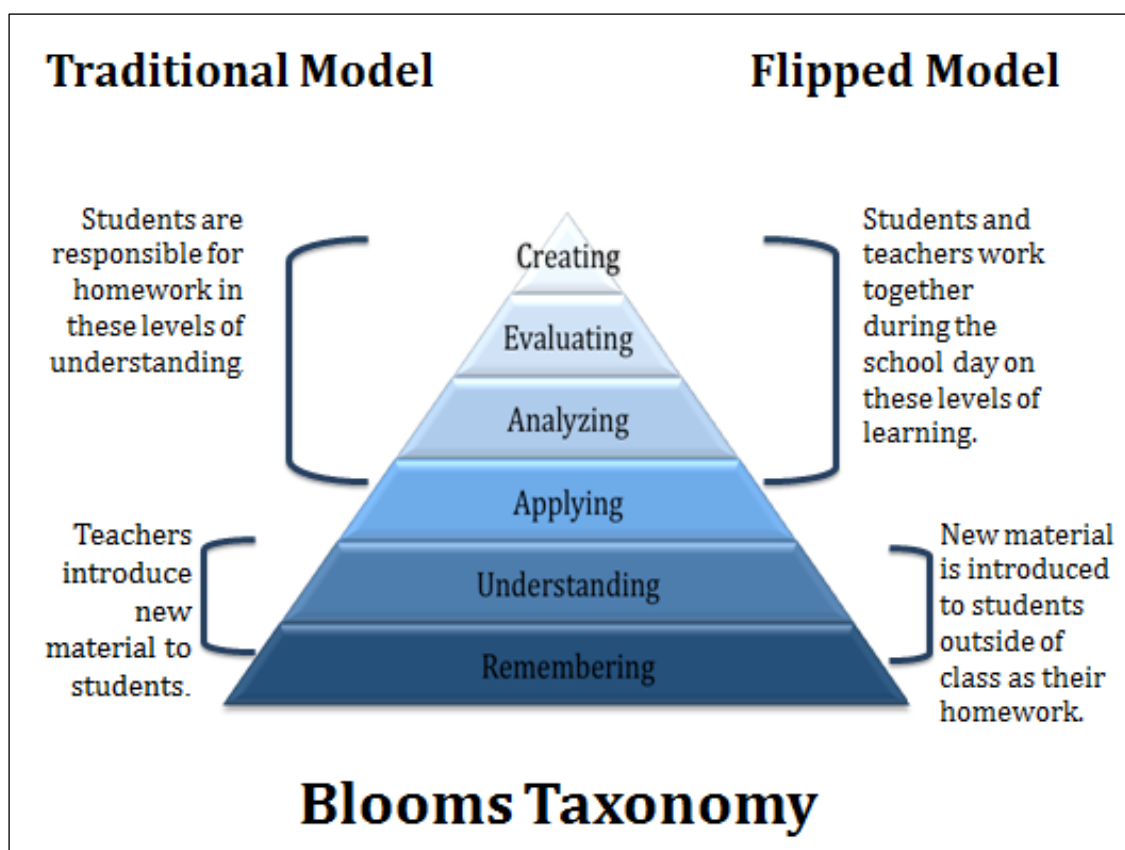 Traditional Model
Flipped Model
Students are
responsible for
homework in
these levels of
understanding
Teachers
introduce
new
material to
students.
Creating
Evaluating
Analyzing
Applying
Understanding
Remembering
Students and
teachers work
together
during the
school day on
these levels of
learning.
New material
is introduced
to students
outside of
class as their
homework.
Blooms Taxonomy